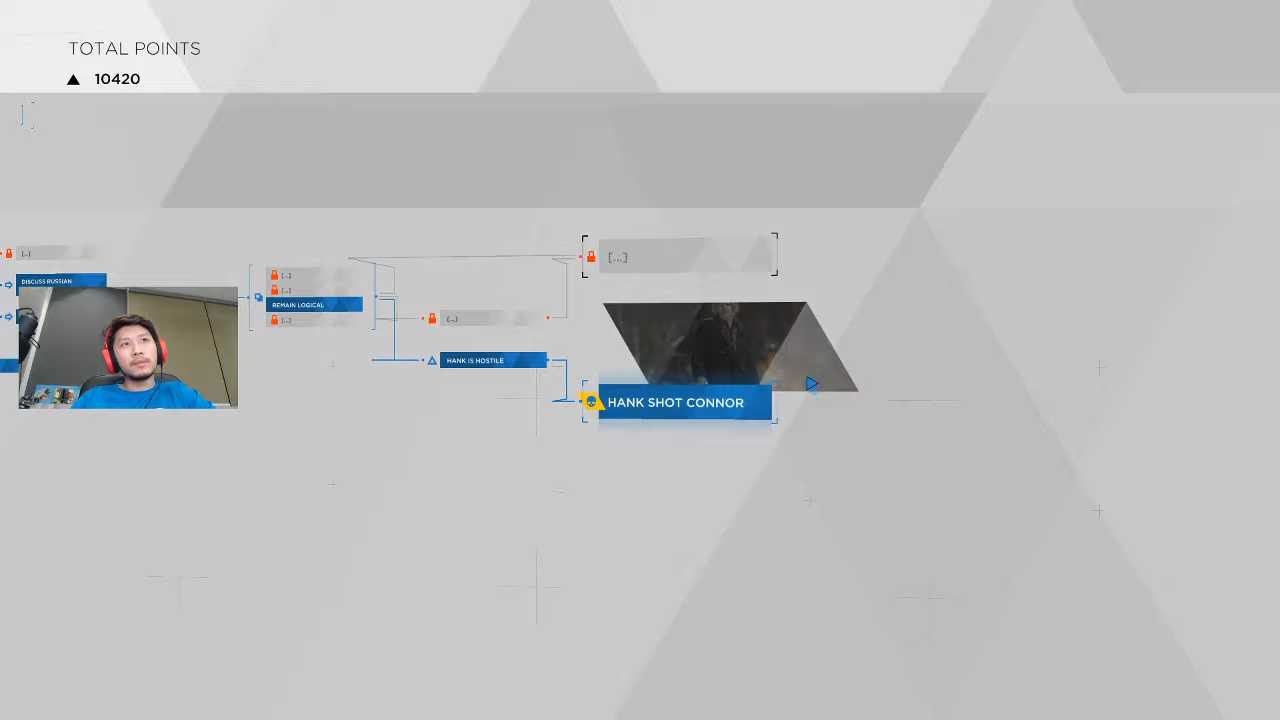 TOTAL POINTS
10420
[...]
[...]
DISCUSS RUSSIAN
[...]
[...]
REMAIN LOGICAL
[...]
[...]
HANK IS HOSTILE
HANK SHOT CONNOR